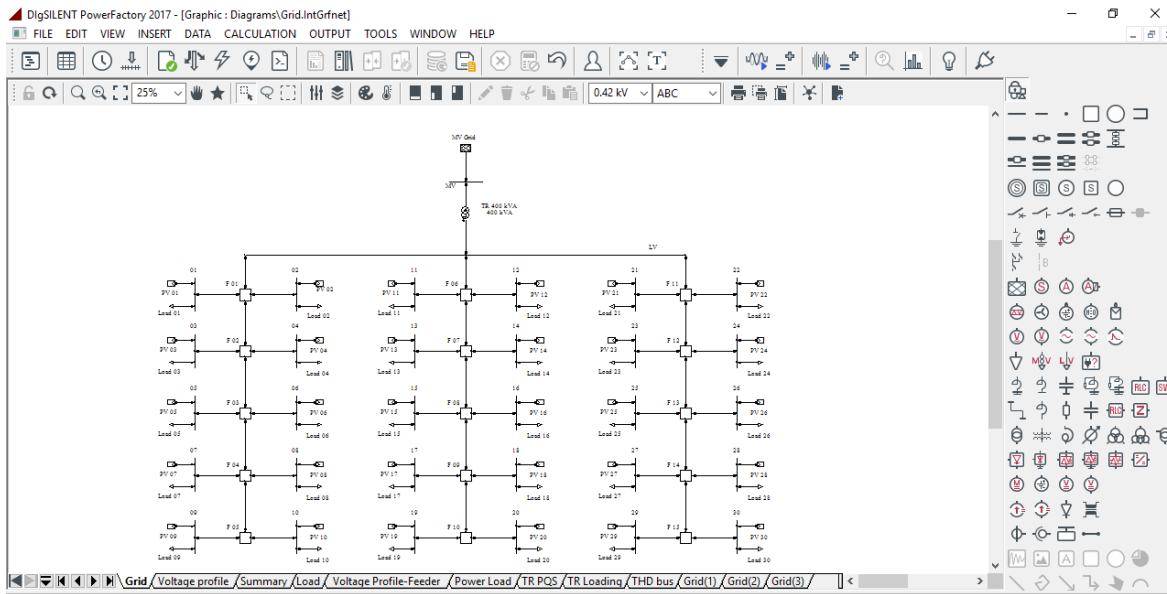 DIgSILENT PowerFactory 2017 - [Graphic : Diagrams\Grid.IntGrfnet]
FILE EDIT VIEW INSERT DATA CALCULATION OUTPUT TOOLS WINDOW HELP
25% 0.42 kV ABC
MV Grid
MV
TR 400 kVA
400 kVA
LV
01 02 11 12 21 22
F 01 F 06 F 11
PV 01 PV 02 PV 11 PV 12 PV 21 PV 22
Load 01 Load 02 Load 11 Load 12 Load 21 Load 22
03 04 13 14 23 24
F 02 F 07 F 12
PV 03 PV 04 PV 13 PV 14 PV 23 PV 24
Load 03 Load 04 Load 13 Load 14 Load 23 Load 24
05 06 15 16 25 26
F 03 F 08 F 13
PV 05 PV 06 PV 15 PV 16 PV 25 PV 26
Load 05 Load 06 Load 15 Load 16 Load 25 Load 26
07 08 17 18 27 28
F 04 F 09 F 14
PV 07 PV 08 PV 17 PV 18 PV 27 PV 28
Load 07 Load 08 Load 17 Load 18 Load 27 Load 28
09 10 19 20 29 30
F 05 F 10 F 15
PV 09 PV 10 PV 19 PV 20 PV 29 PV 30
Load 09 Load 10 Load 19 Load 20 Load 29 Load 30
Grid Voltage profile Summary Load Voltage Profile-Feeder Power Load TR PQS TR Loading THD bus Grid(1) Grid(2) Grid(3)